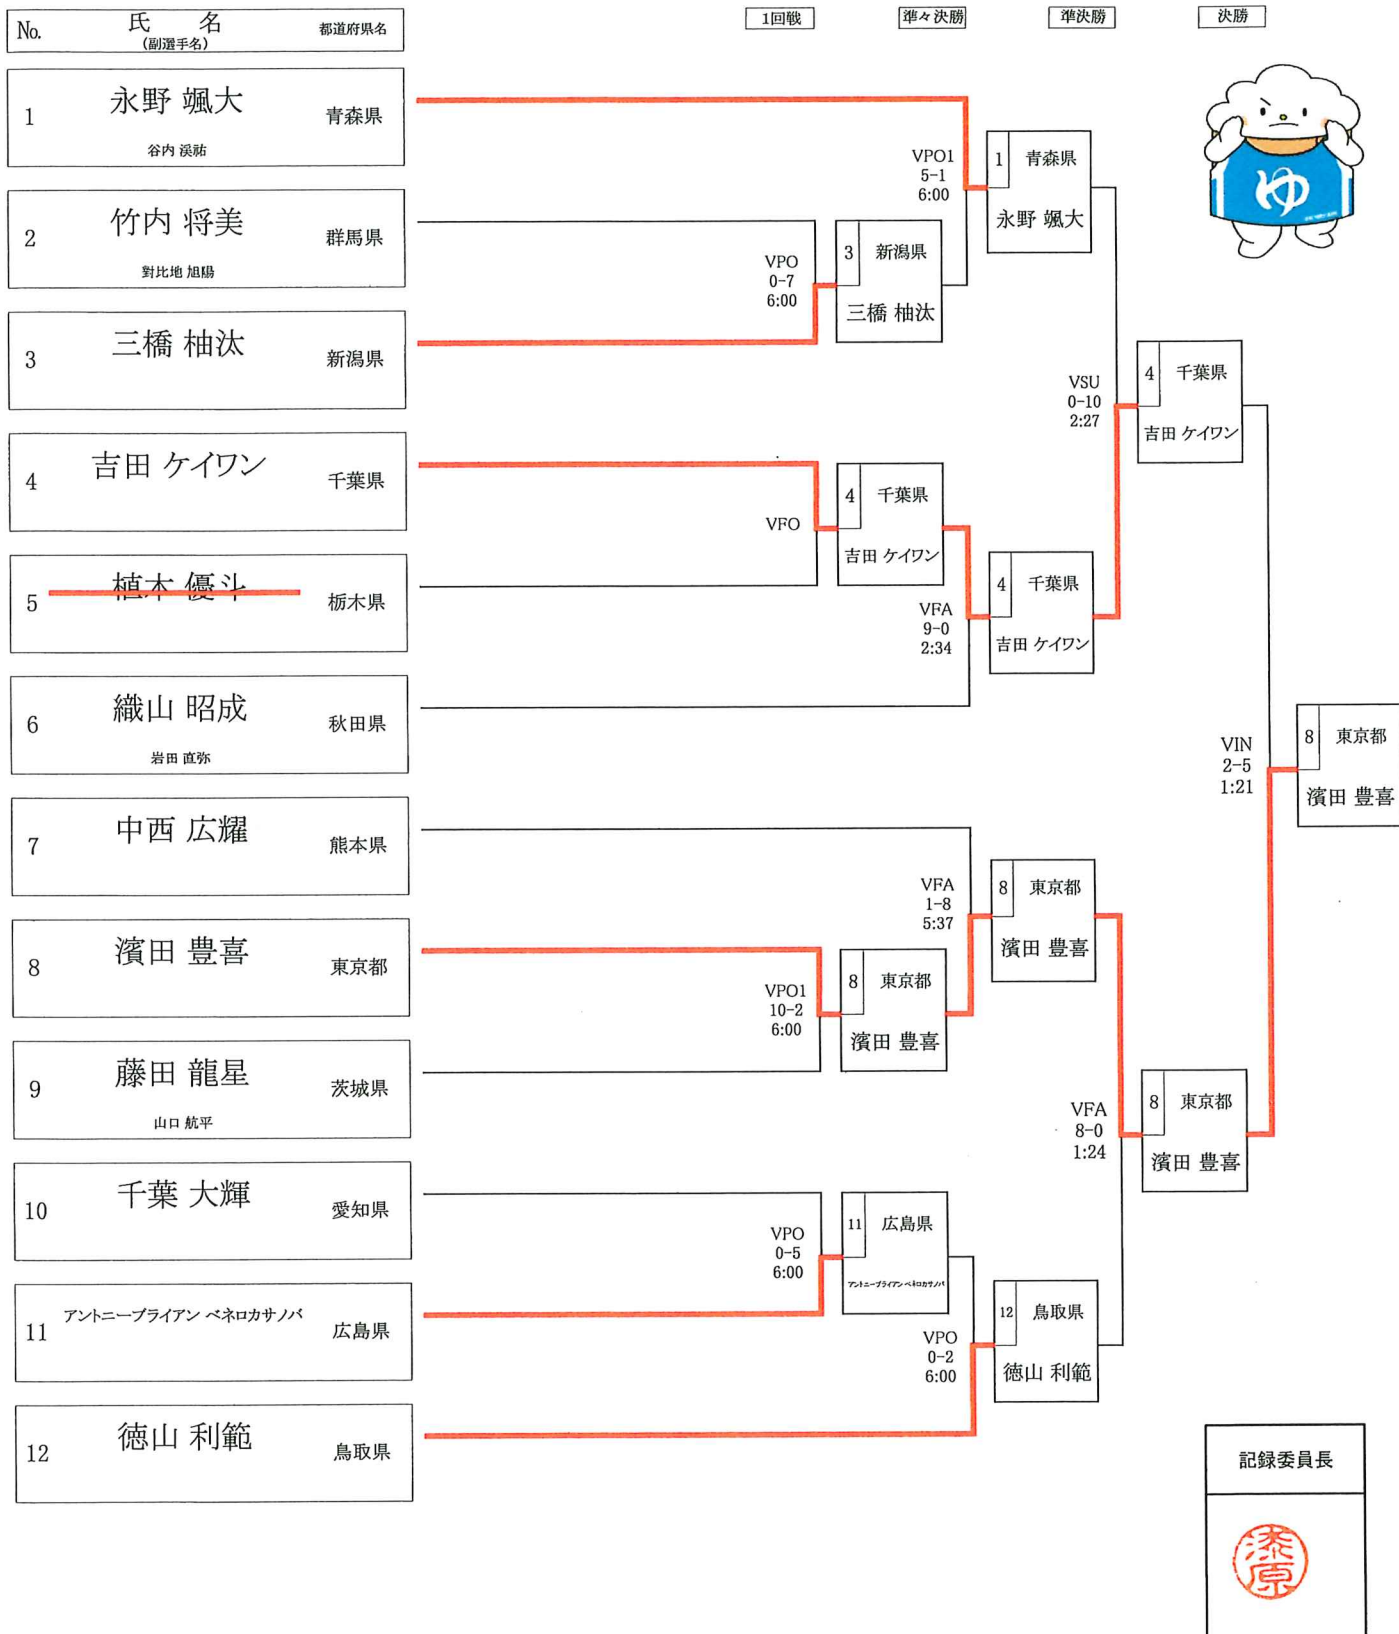 No. 氏 名 都道府県名
(副選手名)
1回戦 準々決勝 準決勝 決勝
1 永野 颯大 青森県
谷内 渓祐
2 竹内 将美 群馬県
對比地 旭陽
3 三橋 柚汰 新潟県
4 吉田 ケイワン 千葉県
5 植木 優斗 栃木県
6 織山 昭成 秋田県
岩田 直弥
7 中西 広耀 熊本県
8 濱田 豊喜 東京都
9 藤田 龍星 茨城県
山口 航平
10 千葉 大輝 愛知県
11 アントニーブライアン ベネロカサノバ 広島県
12 徳山 利範 鳥取県
VPO
0-7
6:00
3 新潟県
三橋 柚汰
VFO
4 千葉県
吉田 ケイワン
VPO1
10-2
6:00
8 東京都
濱田 豊喜
VPO
0-5
6:00
11 広島県
アントニーブライアン ベネロカサノバ
VPO1
5-1
6:00
1 青森県
永野 颯大
VFA
9-0
2:34
4 千葉県
吉田 ケイワン
VFA
1-8
5:37
8 東京都
濱田 豊喜
VPO
0-2
6:00
12 鳥取県
徳山 利範
VSU
0-10
2:27
4 千葉県
吉田 ケイワン
VFA
8-0
1:24
8 東京都
濱田 豊喜
VIN
2-5
1:21
8 東京都
濱田 豊喜
ゆ
記録委員長
漆原